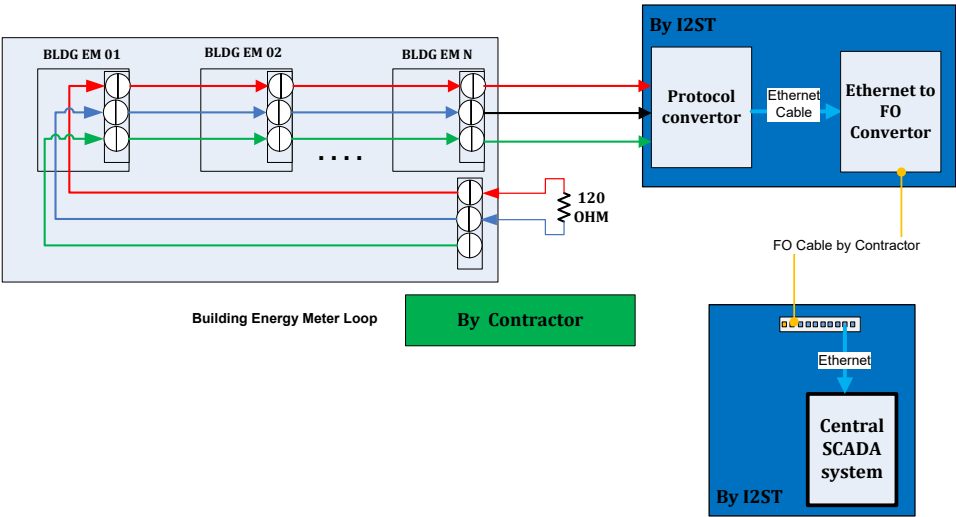 By I2ST
BLDG EM 01
BLDG EM 02
BLDG EM N
Protocol
convertor
Ethernet
Cable
Ethernet to
FO
Convertor
. . . .
120
OHM
FO Cable by Contractor
Building Energy Meter Loop
By Contractor
Ethernet
Central
SCADA
system
By I2ST